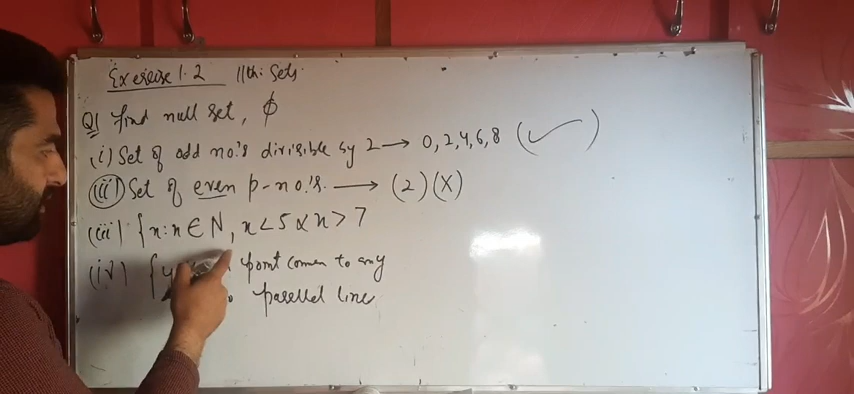 Exercise 1.2 11th: Sets.
Q1 Find null set, ϕ
(i) Set of odd no.'s divisible by 2 → 0, 2, 4, 6, 8 (✓)
(ii) Set of even p-no.'s. → (2) (X)
(iii) {x: x ∈ N, x < 5 & x > 7
(iv) { point common to any
parallel line